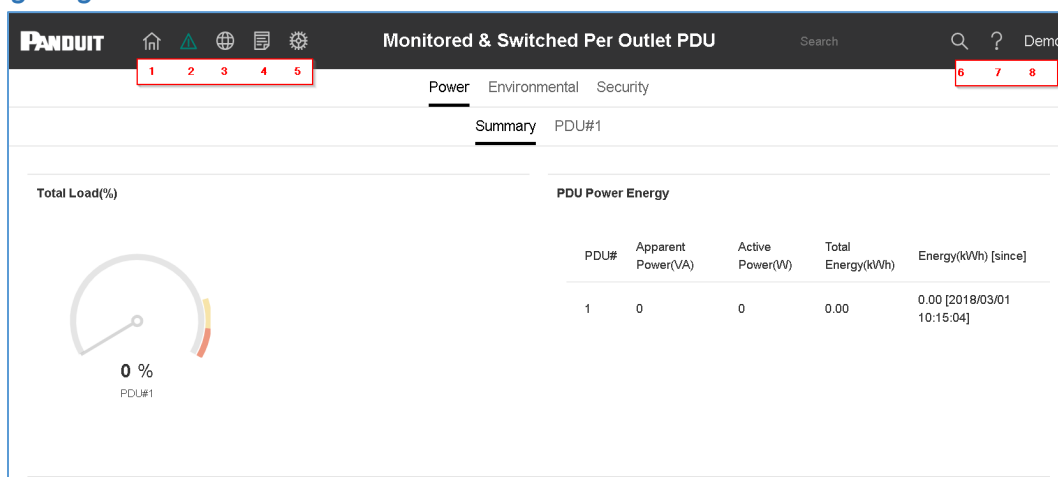 PANDUIT Monitored & Switched Per Outlet PDU Search ? Demo
1 2 3 4 5 6 7 8
Power Environmental Security
Summary PDU#1
Total Load(%)
0 %
PDU#1
PDU Power Energy
PDU# Apparent Power(VA) Active Power(W) Total Energy(kWh) Energy(kWh) [since]
1 0 0 0.00 0.00 [2018/03/01 10:15:04]